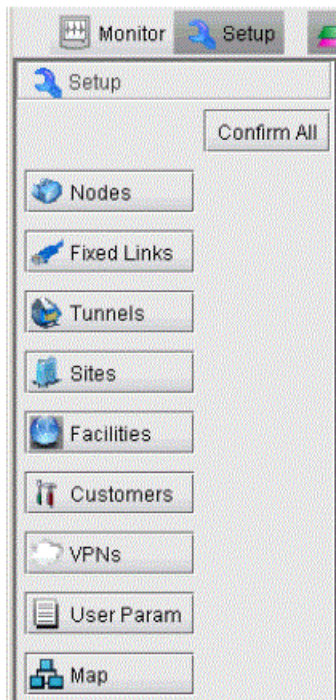 Monitor Setup
Setup
Confirm All
Nodes
Fixed Links
Tunnels
Sites
Facilities
Customers
VPNs
User Param
Map